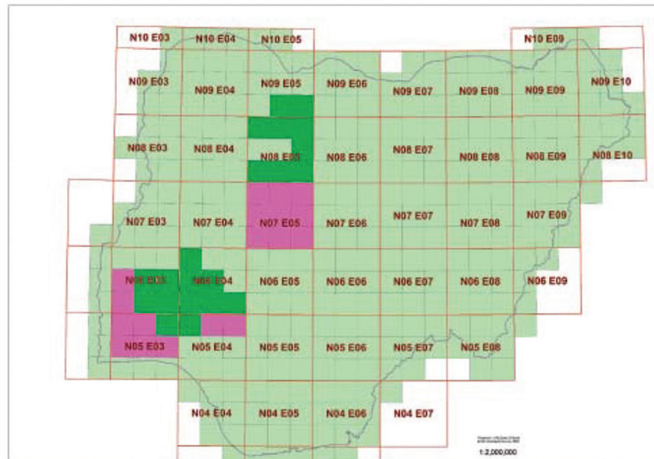 N10 E03 N10 E04 N10 E05 N10 E09
N09 E03 N09 E04 N09 E05 N09 E06 N09 E07 N09 E08 N09 E09 N09 E10
N08 E03 N08 E04 N08 E05 N08 E06 N08 E07 N08 E08 N08 E09 N08 E10
N07 E03 N07 E04 N07 E05 N07 E06 N07 E07 N07 E08 N07 E09
N06 E03 N06 E04 N06 E05 N06 E06 N06 E07 N06 E08 N06 E09
N05 E03 N05 E04 N05 E05 N05 E06 N05 E07 N05 E08
N04 E04 N04 E05 N04 E06 N04 E07
1:2,000,000